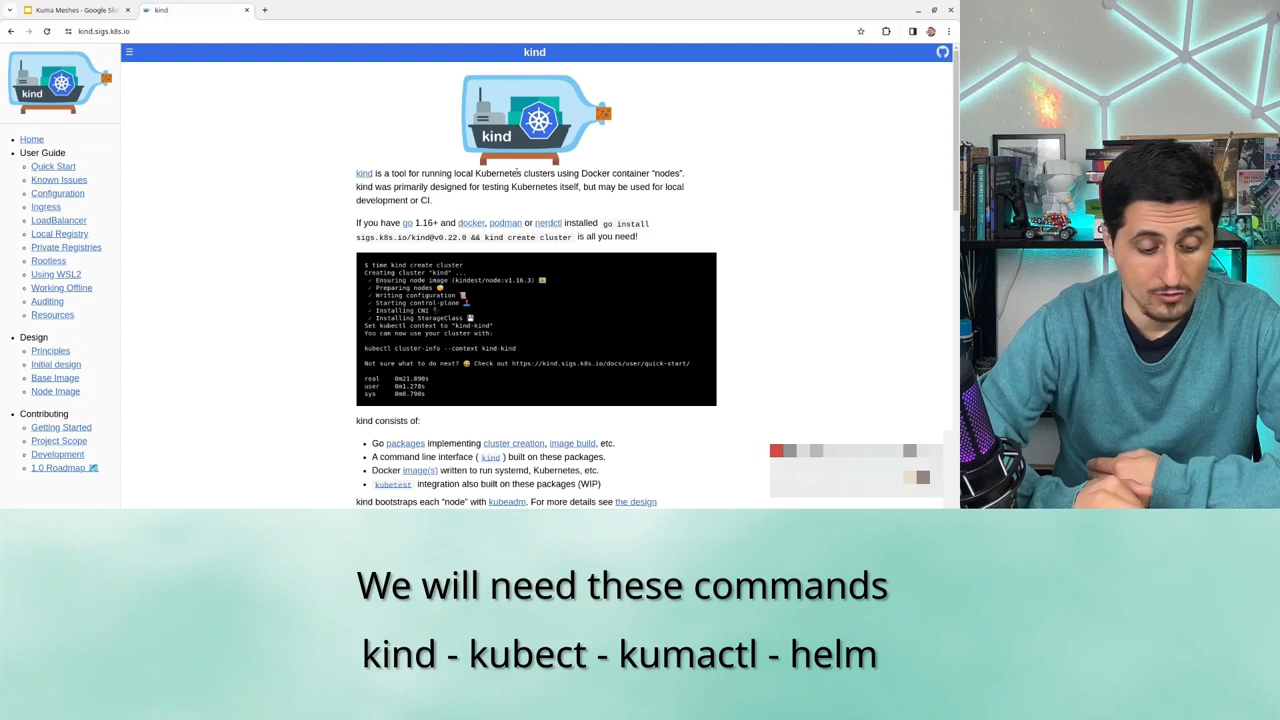 Kuma Meshes - Google Slid
kind
kind.sigs.k8s.io
kind
kind
Home
User Guide
Quick Start
Known Issues
Configuration
Ingress
LoadBalancer
Local Registry
Private Registries
Rootless
Using WSL2
Working Offline
Auditing
Resources
Design
Principles
Initial design
Base Image
Node Image
Contributing
Getting Started
Project Scope
Development
1.0 Roadmap
kind
kind is a tool for running local Kubernetes clusters using Docker container “nodes”.
kind was primarily designed for testing Kubernetes itself, but may be used for local
development or CI.
If you have go 1.16+ and docker, podman or nerdctl installed go install
sigs.k8s.io/kind@v0.22.0 && kind create cluster is all you need!
$ time kind create cluster
Creating cluster "kind" ...
✓ Ensuring node image (kindest/node:v1.16.3)
✓ Preparing nodes
✓ Writing configuration
✓ Starting control-plane
✓ Installing CNI
✓ Installing StorageClass
Set kubectl context to "kind-kind"
You can now use your cluster with:
kubectl cluster-info --context kind-kind
Not sure what to do next? 😅 Check out https://kind.sigs.k8s.io/docs/user/quick-start/
real 0m21.890s
user 0m1.278s
sys 0m0.790s
kind consists of:
• Go packages implementing cluster creation, image build, etc.
• A command line interface ( kind ) built on these packages.
• Docker image(s) written to run systemd, Kubernetes, etc.
• kubetest integration also built on these packages (WIP)
kind bootstraps each “node” with kubeadm. For more details see the design
We will need these commands
kind - kubect - kumactl - helm